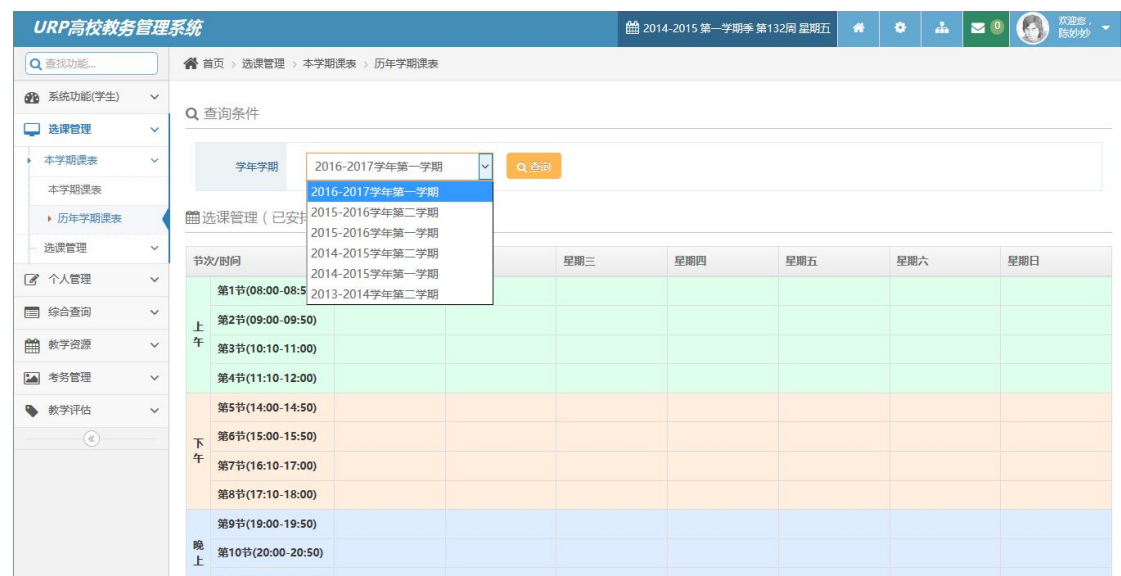 URP高校教务管理系统
2014-2015 第一学期季 第132周 星期五
0
欢迎您，
陈妙妙
查找功能...
首页 > 选课管理 > 本学期课表 > 历年学期课表
系统功能(学生)
选课管理
本学期课表
本学期课表
历年学期课表
选课管理
个人管理
综合查询
教学资源
考务管理
教学评估
查询条件
学年学期
2016-2017学年第一学期
查询
2016-2017学年第一学期
2015-2016学年第二学期
2015-2016学年第一学期
2014-2015学年第二学期
2014-2015学年第一学期
2013-2014学年第二学期
选课管理（已安排
节次/时间 星期三 星期四 星期五 星期六 星期日
上午
第1节(08:00-08:5
第2节(09:00-09:50)
第3节(10:10-11:00)
第4节(11:10-12:00)
下午
第5节(14:00-14:50)
第6节(15:00-15:50)
第7节(16:10-17:00)
第8节(17:10-18:00)
晚上
第9节(19:00-19:50)
第10节(20:00-20:50)